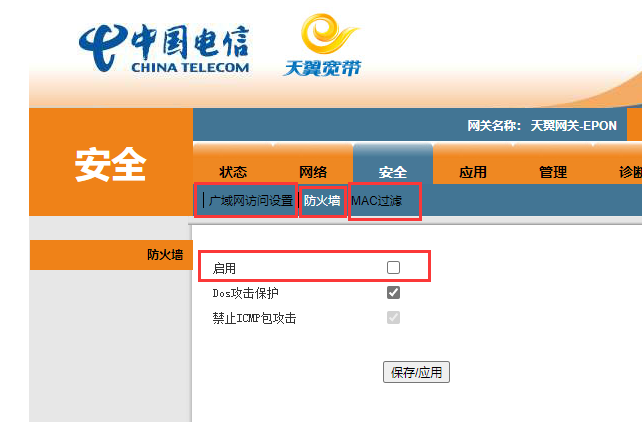 中国电信
CHINA TELECOM
天翼宽带
网关名称： 天翼网关-EPON
安全
状态 网络 安全 应用 管理 诊断
广域网访问设置 防火墙 MAC过滤
防火墙
启用
Dos攻击保护
禁止ICMP包攻击
保存/应用